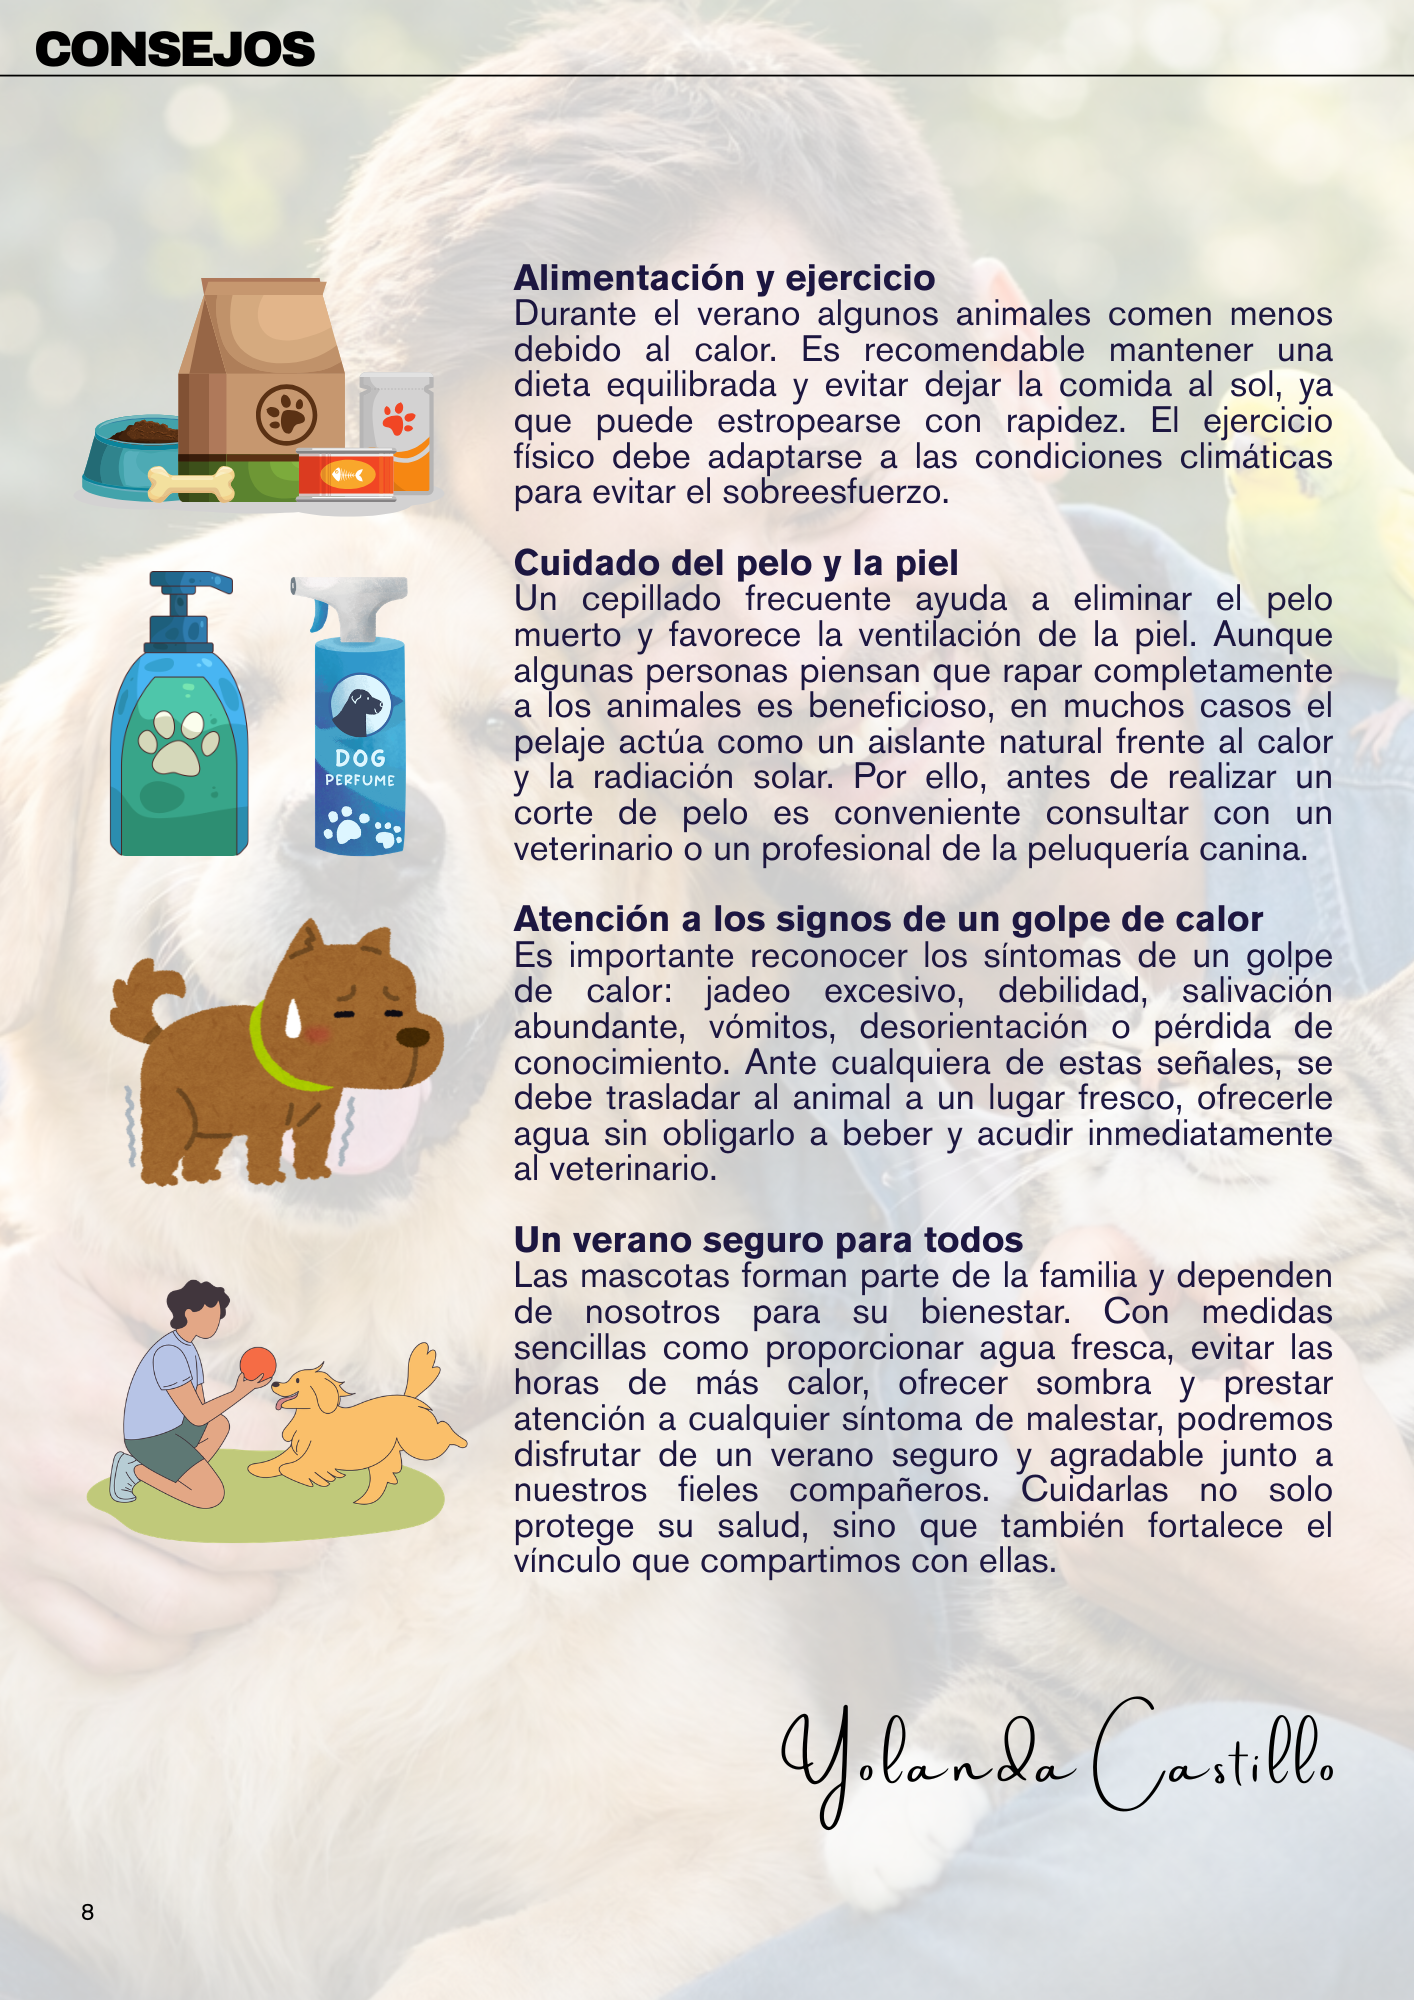 CONSEJOS
Alimentación y ejercicio
Durante el verano algunos animales comen menos
debido al calor. Es recomendable mantener una
dieta equilibrada y evitar dejar la comida al sol, ya
que puede estropearse con rapidez. El ejercicio
físico debe adaptarse a las condiciones climáticas
para evitar el sobreesfuerzo.
Cuidado del pelo y la piel
Un cepillado frecuente ayuda a eliminar el pelo
muerto y favorece la ventilación de la piel. Aunque
algunas personas piensan que rapar completamente
a los animales es beneficioso, en muchos casos el
pelaje actúa como un aislante natural frente al calor
y la radiación solar. Por ello, antes de realizar un
corte de pelo es conveniente consultar con un
veterinario o un profesional de la peluquería canina.
DOG
PERFUME
Atención a los signos de un golpe de calor
Es importante reconocer los síntomas de un golpe
de calor: jadeo excesivo, debilidad, salivación
abundante, vómitos, desorientación o pérdida de
conocimiento. Ante cualquiera de estas señales, se
debe trasladar al animal a un lugar fresco, ofrecerle
agua sin obligarlo a beber y acudir inmediatamente
al veterinario.
Un verano seguro para todos
Las mascotas forman parte de la familia y dependen
de nosotros para su bienestar. Con medidas
sencillas como proporcionar agua fresca, evitar las
horas de más calor, ofrecer sombra y prestar
atención a cualquier síntoma de malestar, podremos
disfrutar de un verano seguro y agradable junto a
nuestros fieles compañeros. Cuidarlas no solo
protege su salud, sino que también fortalece el
vínculo que compartimos con ellas.
Yolanda Castillo
8